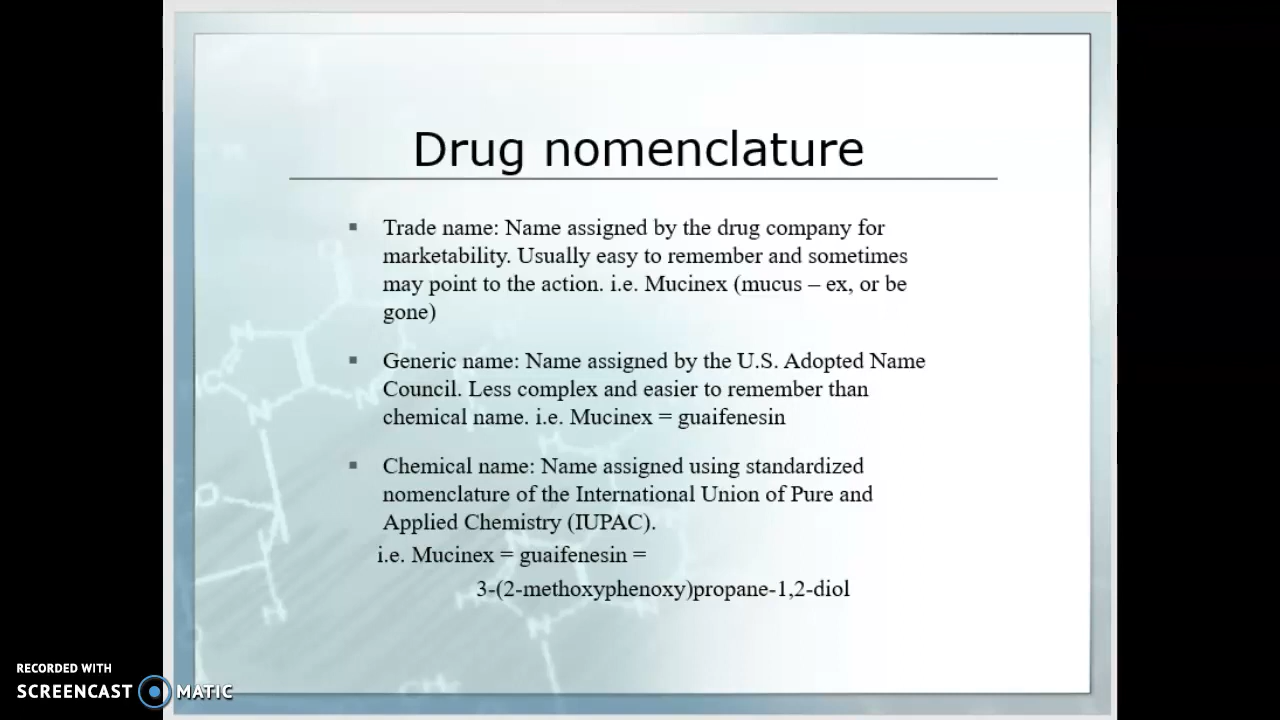 Drug nomenclature
▪ Trade name: Name assigned by the drug company for
marketability. Usually easy to remember and sometimes
may point to the action. i.e. Mucinex (mucus – ex, or be
gone)
▪ Generic name: Name assigned by the U.S. Adopted Name
Council. Less complex and easier to remember than
chemical name. i.e. Mucinex = guaifenesin
▪ Chemical name: Name assigned using standardized
nomenclature of the International Union of Pure and
Applied Chemistry (IUPAC).
i.e. Mucinex = guaifenesin =
3-(2-methoxyphenoxy)propane-1,2-diol
RECORDED WITH
SCREENCAST MATIC